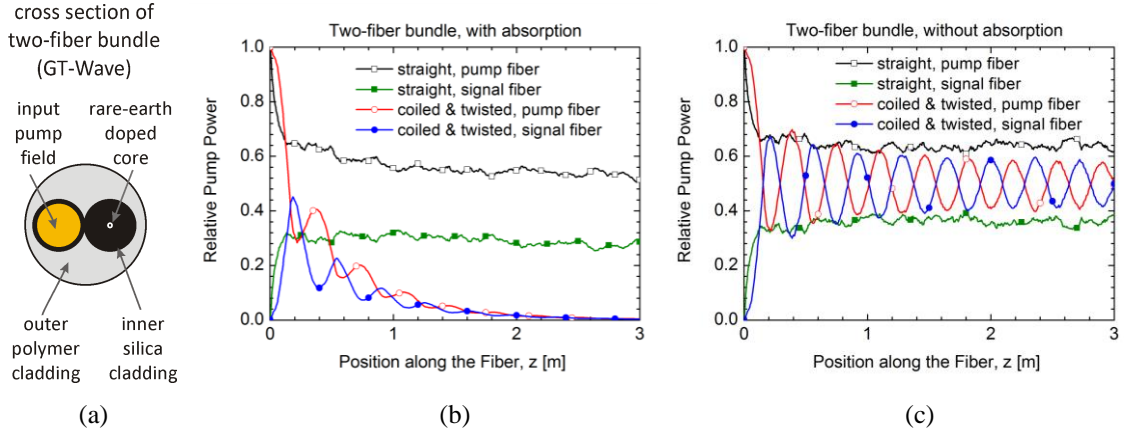 cross section of
two-fiber bundle
(GT-Wave)
input
pump
field
rare-earth
doped
core
outer
polymer
cladding
inner
silica
cladding
(a)
Two-fiber bundle, with absorption
straight, pump fiber
straight, signal fiber
coiled & twisted, pump fiber
coiled & twisted, signal fiber
Relative Pump Power
1.0
0.8
0.6
0.4
0.2
0.0
0
1
2
3
Position along the Fiber, z [m]
(b)
Two-fiber bundle, without absorption
straight, pump fiber
straight, signal fiber
coiled & twisted, pump fiber
coiled & twisted, signal fiber
Relative Pump Power
1.0
0.8
0.6
0.4
0.2
0.0
0
1
2
3
Position along the Fiber, z [m]
(c)